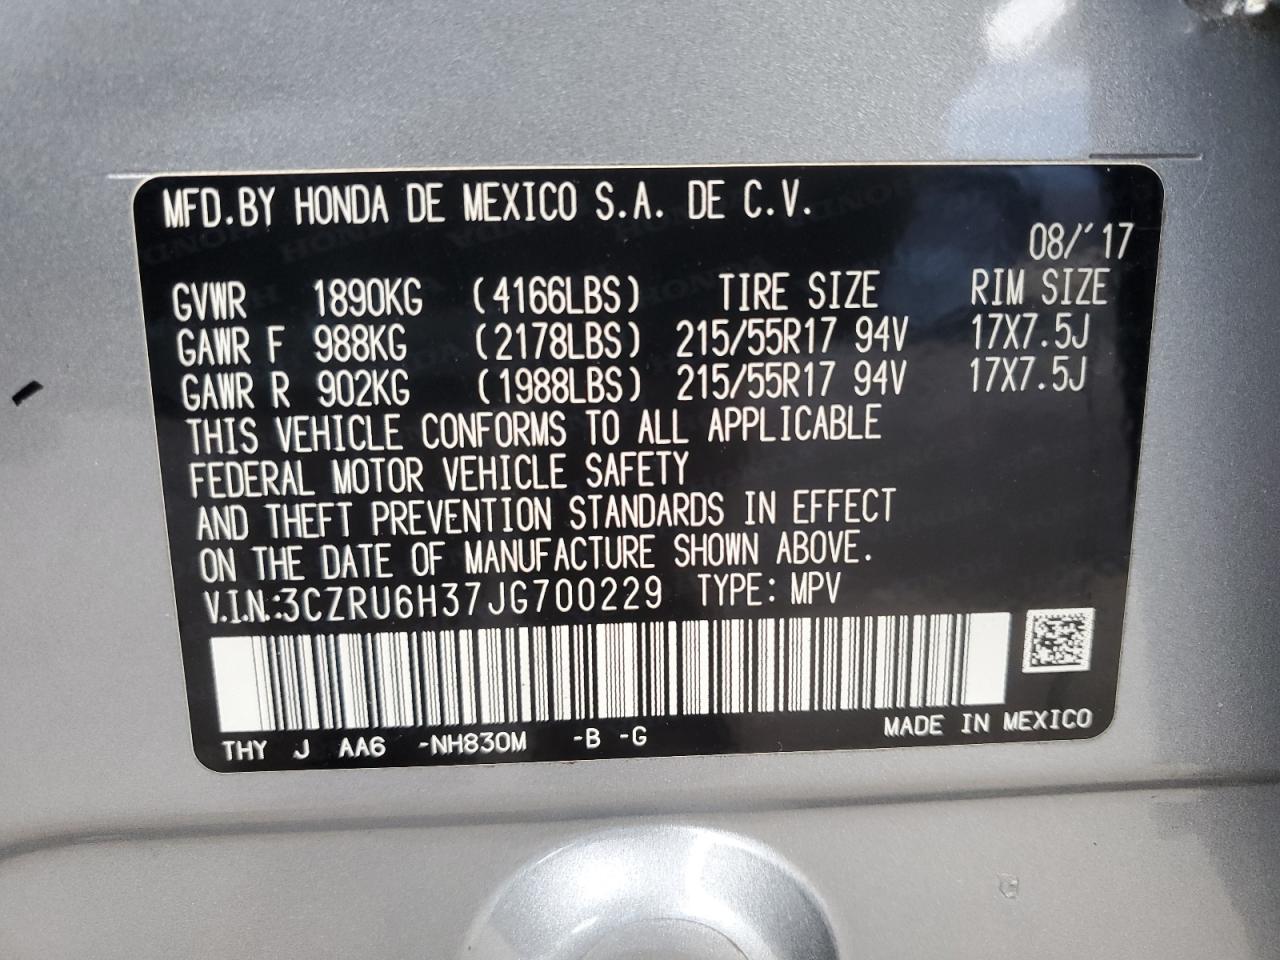 MFD.BY HONDA DE MEXICO S.A. DE C.V.
08/'17
GVWR 1890KG (4166LBS) TIRE SIZE RIM SIZE
GAWR F 988KG (2178LBS) 215/55R17 94V 17X7.5J
GAWR R 902KG (1988LBS) 215/55R17 94V 17X7.5J
THIS VEHICLE CONFORMS TO ALL APPLICABLE
FEDERAL MOTOR VEHICLE SAFETY
AND THEFT PREVENTION STANDARDS IN EFFECT
ON THE DATE OF MANUFACTURE SHOWN ABOVE.
V.I.N.:3CZRU6H37JG700229 TYPE: MPV
THY J AA6 -NH830M -B -G MADE IN MEXICO